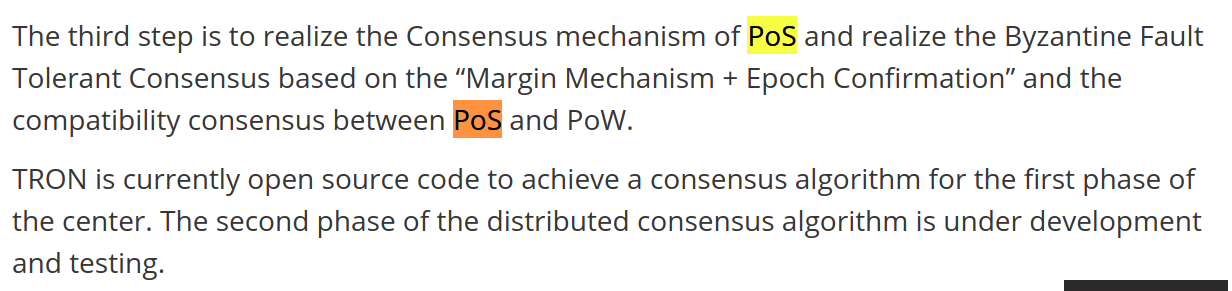 The third step is to realize the Consensus mechanism of PoS and realize the Byzantine Fault
Tolerant Consensus based on the “Margin Mechanism + Epoch Confirmation” and the
compatibility consensus between PoS and PoW.
TRON is currently open source code to achieve a consensus algorithm for the first phase of
the center. The second phase of the distributed consensus algorithm is under development
and testing.